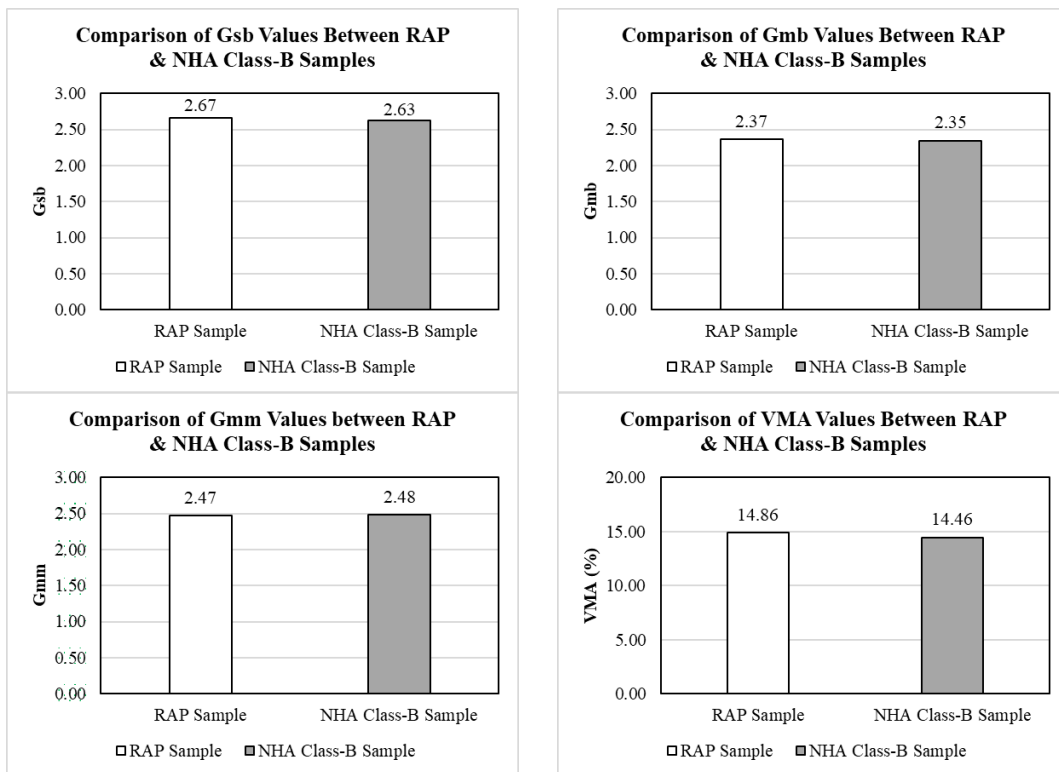 Comparison of Gsb Values Between RAP
& NHA Class-B Samples
3.00
2.50
2.00
1.50
1.00
0.50
0.00
Gsb
2.67
2.63
RAP Sample
NHA Class-B Sample
RAP Sample NHA Class-B Sample
Comparison of Gmb Values Between RAP
& NHA Class-B Samples
3.00
2.50
2.00
1.50
1.00
0.50
0.00
Gmb
2.37
2.35
RAP Sample
NHA Class-B Sample
RAP Sample NHA Class-B Sample
Comparison of Gmm Values between RAP
& NHA Class-B Samples
3.00
2.50
2.00
1.50
1.00
0.50
0.00
Gmm
2.47
2.48
RAP Sample
NHA Class-B Sample
RAP Sample NHA Class-B Sample
Comparison of VMA Values Between RAP
& NHA Class-B Samples
20.00
15.00
10.00
5.00
0.00
VMA (%)
14.86
14.46
RAP Sample
NHA Class-B Sample
RAP Sample NHA Class-B Sample